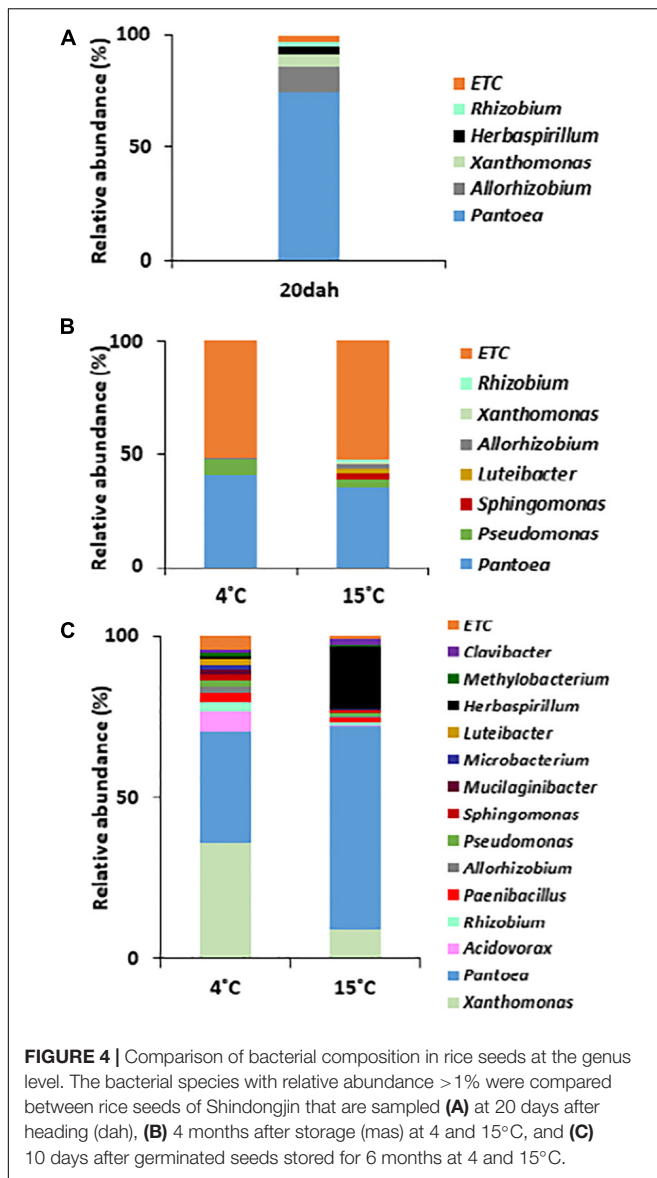 A
100
50
0
Relative abundance (%)
20dah
ETC
Rhizobium
Herbaspirillum
Xanthomonas
Allorhizobium
Pantoea
B
100
50
0
Relative abundance (%)
4°C
15°C
ETC
Rhizobium
Xanthomonas
Allorhizobium
Luteibacter
Sphingomonas
Pseudomonas
Pantoea
C
100
50
0
Relative abundance (%)
4°C
15°C
ETC
Clavibacter
Methylobacterium
Herbaspirillum
Luteibacter
Microbacterium
Mucilaginibacter
Sphingomonas
Pseudomonas
Allorhizobium
Paenibacillus
Rhizobium
Acidovorax
Pantoea
Xanthomonas
FIGURE 4 | Comparison of bacterial composition in rice seeds at the genus
level. The bacterial species with relative abundance >1% were compared
between rice seeds of Shindongjin that are sampled (A) at 20 days after
heading (dah), (B) 4 months after storage (mas) at 4 and 15°C, and (C)
10 days after germinated seeds stored for 6 months at 4 and 15°C.